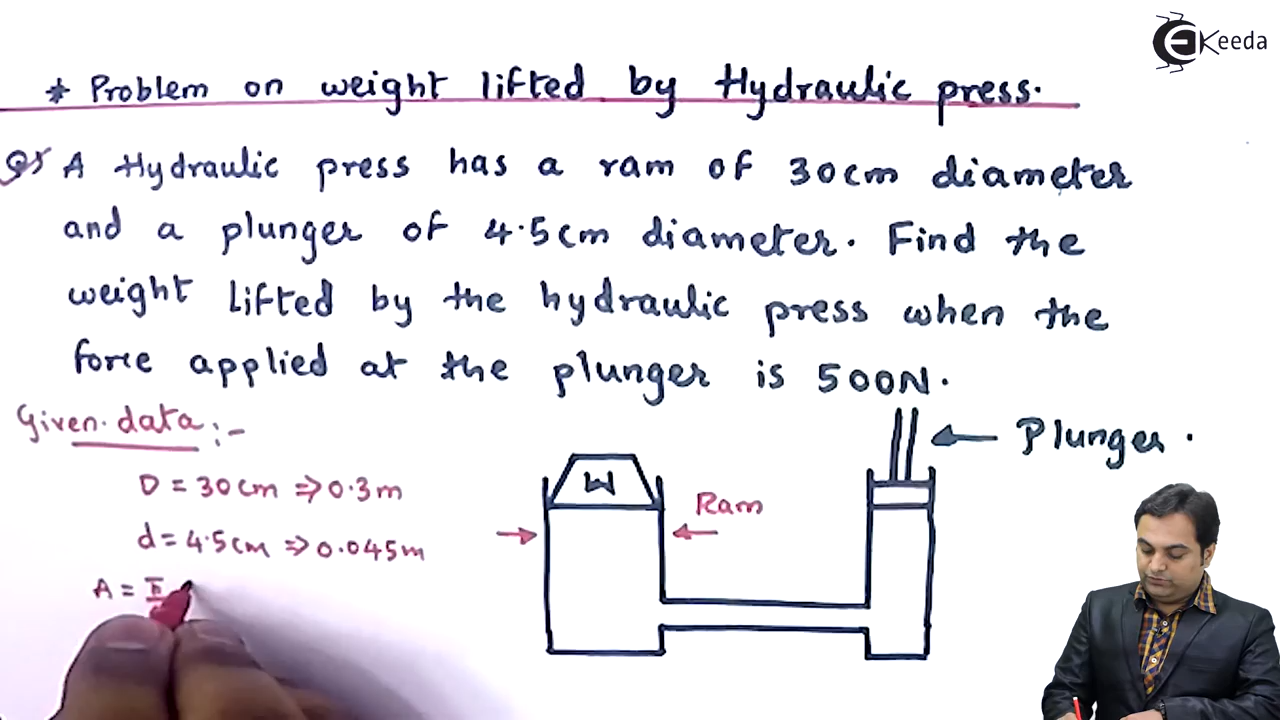 EKeeda
* Problem on weight lifted by Hydraulic press.
A Hydraulic press has a ram of 30cm diameter
and a plunger of 4.5cm diameter. Find the
weight lifted by the hydraulic press when the
force applied at the plunger is 500N.
Given data :-
Plunger.
D = 30cm ⇒ 0.3m
W
Ram
d = 4.5cm ⇒ 0.045m
A = π